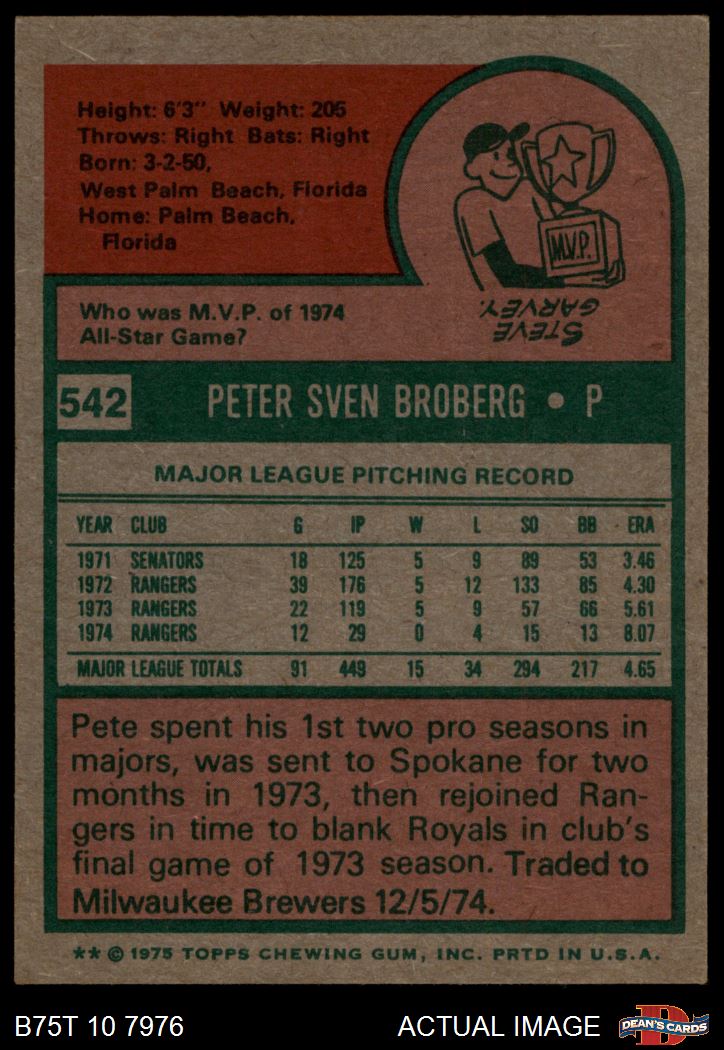 Height: 6'3" Weight: 205
Throws: Right Bats: Right
Born: 3-2-50,
West Palm Beach, Florida
Home: Palm Beach,
Florida
M.V.P.
STEVE
GARVEY.
Who was M.V.P. of 1974
All-Star Game?
542 PETER SVEN BROBERG • P
MAJOR LEAGUE PITCHING RECORD
YEAR CLUB G IP W L SO BB ERA
1971 SENATORS 18 125 5 9 89 53 3.46
1972 RANGERS 39 176 5 12 133 85 4.30
1973 RANGERS 22 119 5 9 57 66 5.61
1974 RANGERS 12 29 0 4 15 13 8.07
MAJOR LEAGUE TOTALS 91 449 15 34 294 217 4.65
Pete spent his 1st two pro seasons in
majors, was sent to Spokane for two
months in 1973, then rejoined Ran-
gers in time to blank Royals in club's
final game of 1973 season. Traded to
Milwaukee Brewers 12/5/74.
** © 1975 TOPPS CHEWING GUM, INC. PRTD IN U.S.A.
B75T 10 7976 ACTUAL IMAGE
D
DEAN'S CARDS